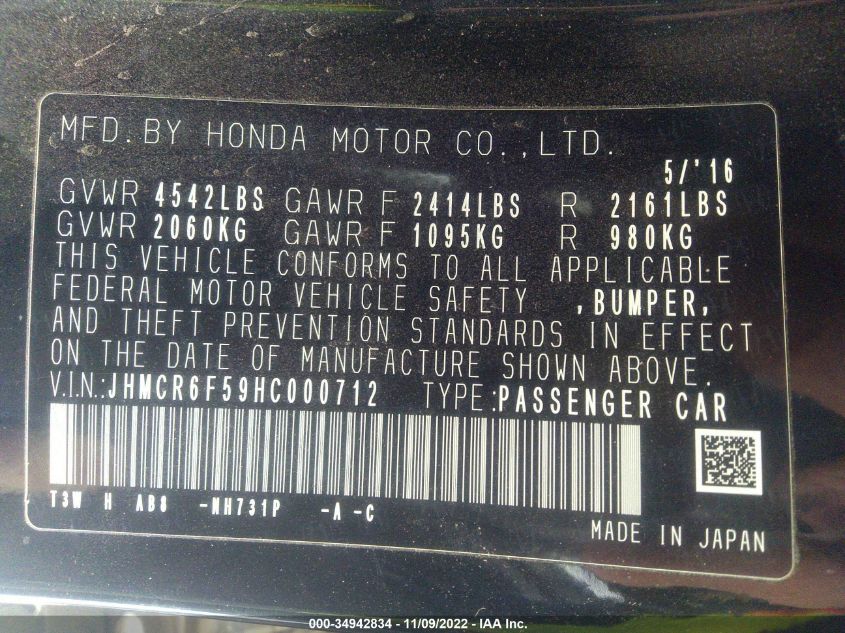 MFD. BY HONDA MOTOR CO., LTD.
5/'16
GVWR 4542LBS GAWR F 2414LBS R 2161LBS
GVWR 2060KG GAWR F 1095KG R 980KG
THIS VEHICLE CONFORMS TO ALL APPLICABLE
FEDERAL MOTOR VEHICLE SAFETY , BUMPER,
AND THEFT PREVENTION STANDARDS IN EFFECT
ON THE DATE OF MANUFACTURE SHOWN ABOVE.
V.I.N.:JHMCR6F59HC000712 TYPE:PASSENGER CAR
T3W H AB8 -NH731P -A -C
MADE IN JAPAN
000-34942834 - 11/09/2022 - IAA Inc.